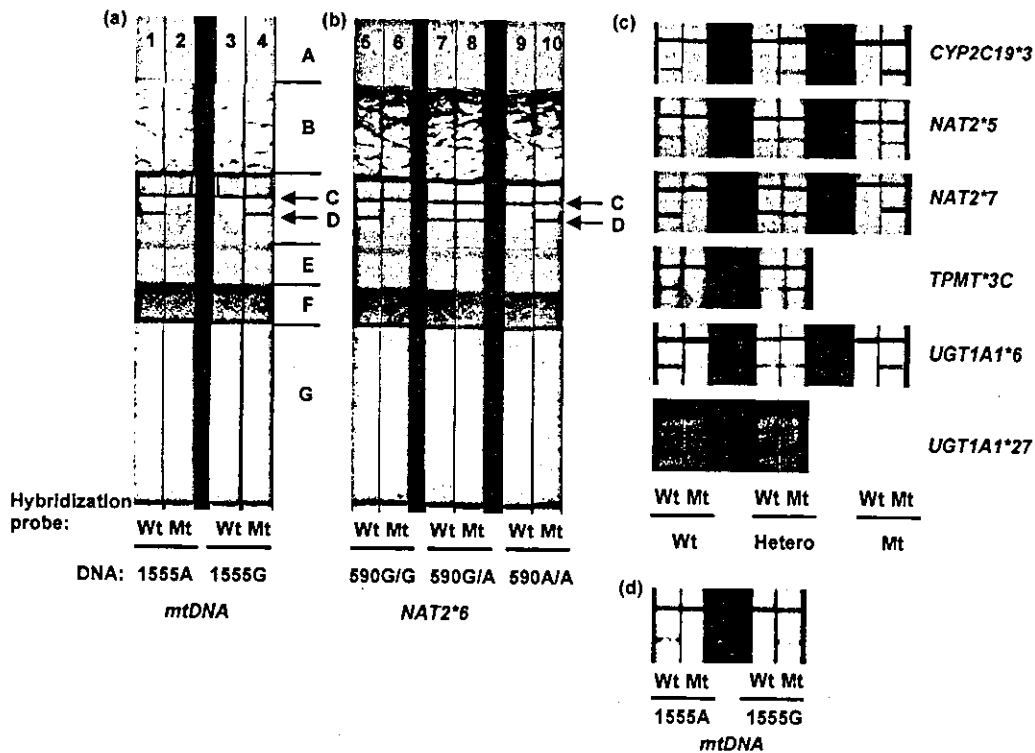 (a)
1 2 3 4
A
B
C
D
E
F
G
Hybridization
probe:
Wt Mt Wt Mt
DNA: 1555A 1555G
mtDNA
(b)
5 6 7 8 9 10
C
D
Wt Mt Wt Mt Wt Mt
590G/G 590G/A 590A/A
NAT2*6
(c)
CYP2C19*3
NAT2*5
NAT2*7
TPMT*3C
UGT1A1*6
UGT1A1*27
Wt Mt Wt Mt Wt Mt
Wt Hetero Mt
(d)
Wt Mt Wt Mt
1555A 1555G
mtDNA